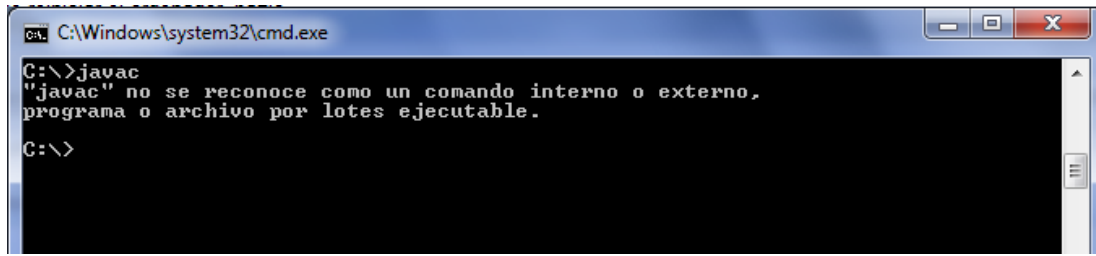 C:\Windows\system32\cmd.exe
C:\>javac
"javac" no se reconoce como un comando interno o externo,
programa o archivo por lotes ejecutable.
C:\>